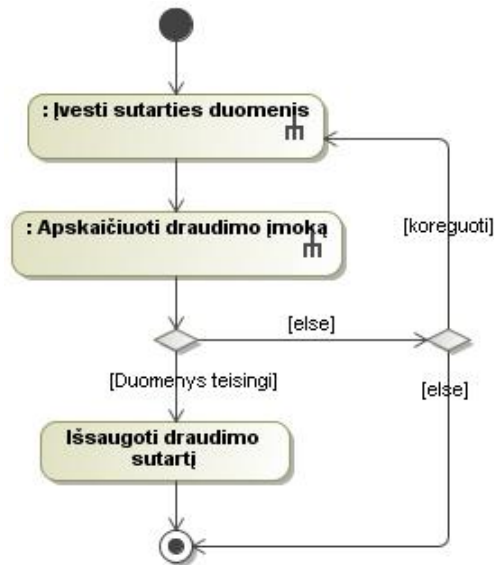 : Įvesti sutarties duomenis
: Apskaičiuoti draudimo įmoką
[koreguoti]
[else]
[Duomenys teisingi]
[else]
Išsaugoti draudimo
sutartį